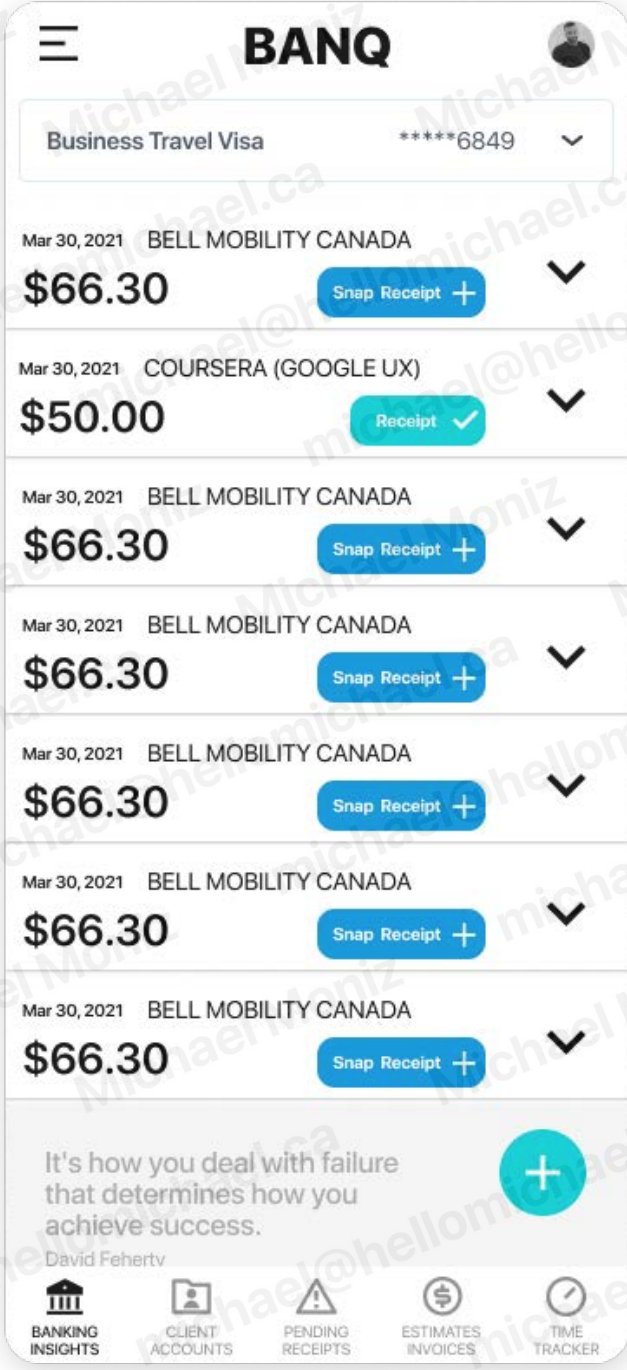 BANQ
Business Travel Visa *****6849
Mar 30, 2021 BELL MOBILITY CANADA
$66.30 Snap Receipt +
Mar 30, 2021 COURSERA (GOOGLE UX)
$50.00 Receipt
Mar 30, 2021 BELL MOBILITY CANADA
$66.30 Snap Receipt +
Mar 30, 2021 BELL MOBILITY CANADA
$66.30 Snap Receipt +
Mar 30, 2021 BELL MOBILITY CANADA
$66.30 Snap Receipt +
Mar 30, 2021 BELL MOBILITY CANADA
$66.30 Snap Receipt +
Mar 30, 2021 BELL MOBILITY CANADA
$66.30 Snap Receipt +
It's how you deal with failure
that determines how you
achieve success.
David Feherty
BANKING INSIGHTS
CLIENT ACCOUNTS
PENDING RECEIPTS
ESTIMATES INVOICES
TIME TRACKER
Michael Moniz
michael@hellomichael.ca